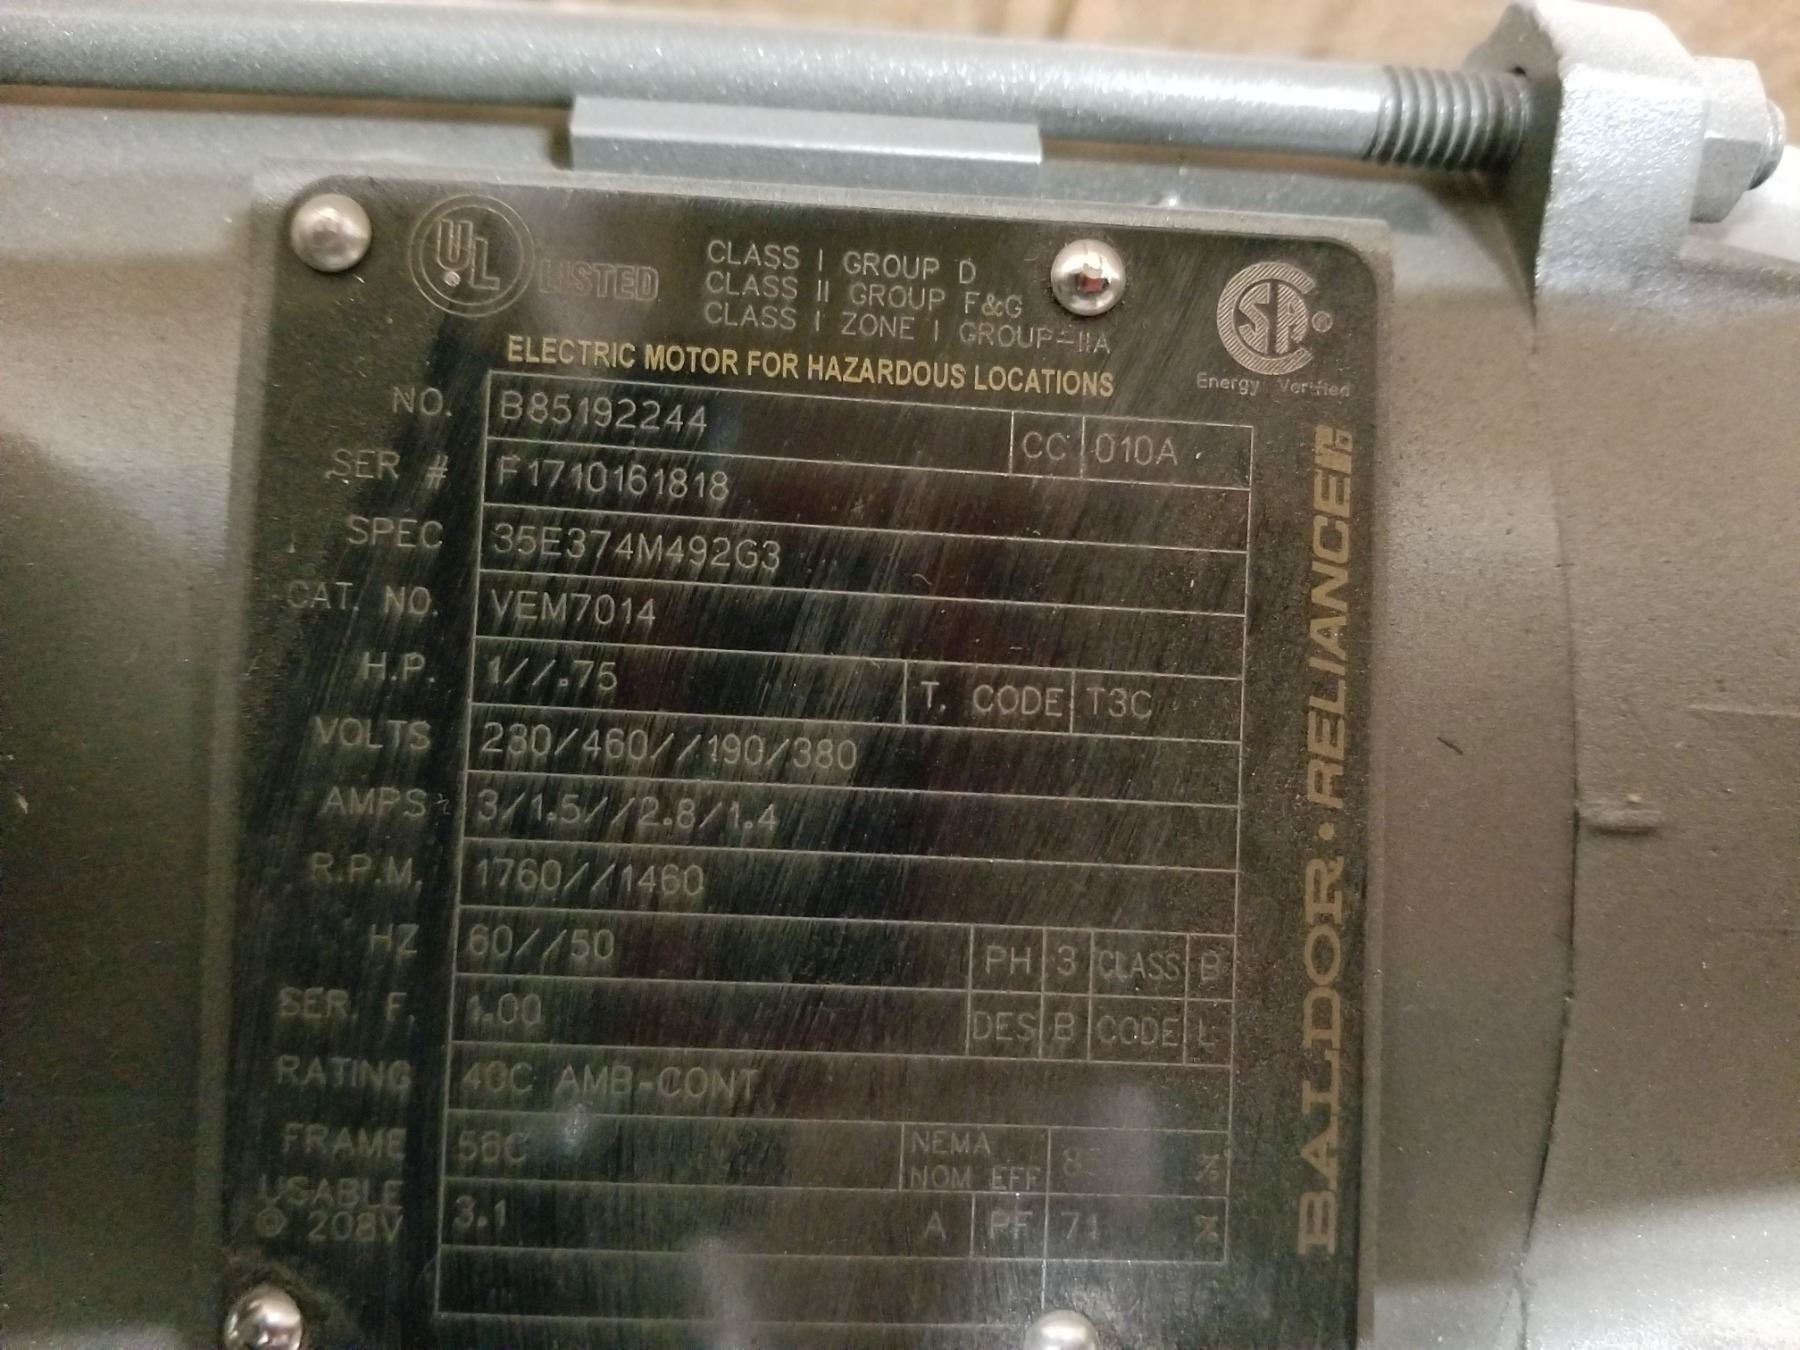 UL LISTED
CLASS I GROUP D
CLASS II GROUP F&G
CLASS I ZONE I GROUP-IIA
SA ®
Energy Verified
ELECTRIC MOTOR FOR HAZARDOUS LOCATIONS
NO. B85192244 CC 010A
SER # F1710161818
SPEC 35E374M492G3
CAT. NO. VEM7014
H.P. 1//.75 T. CODE T3C
VOLTS 230/460//190/380
AMPS 3/1.5//2.8/1.4
R.P.M. 1760//1460
HZ 60//50 PH 3 CLASS B
SER. F. 1.00 DES B CODE L
RATING 40C AMB-CONT
FRAME 56C NEMA NOM EFF %
USABLE @ 208V 3.1 A PF 71 %
BALDOR · RELIANCE